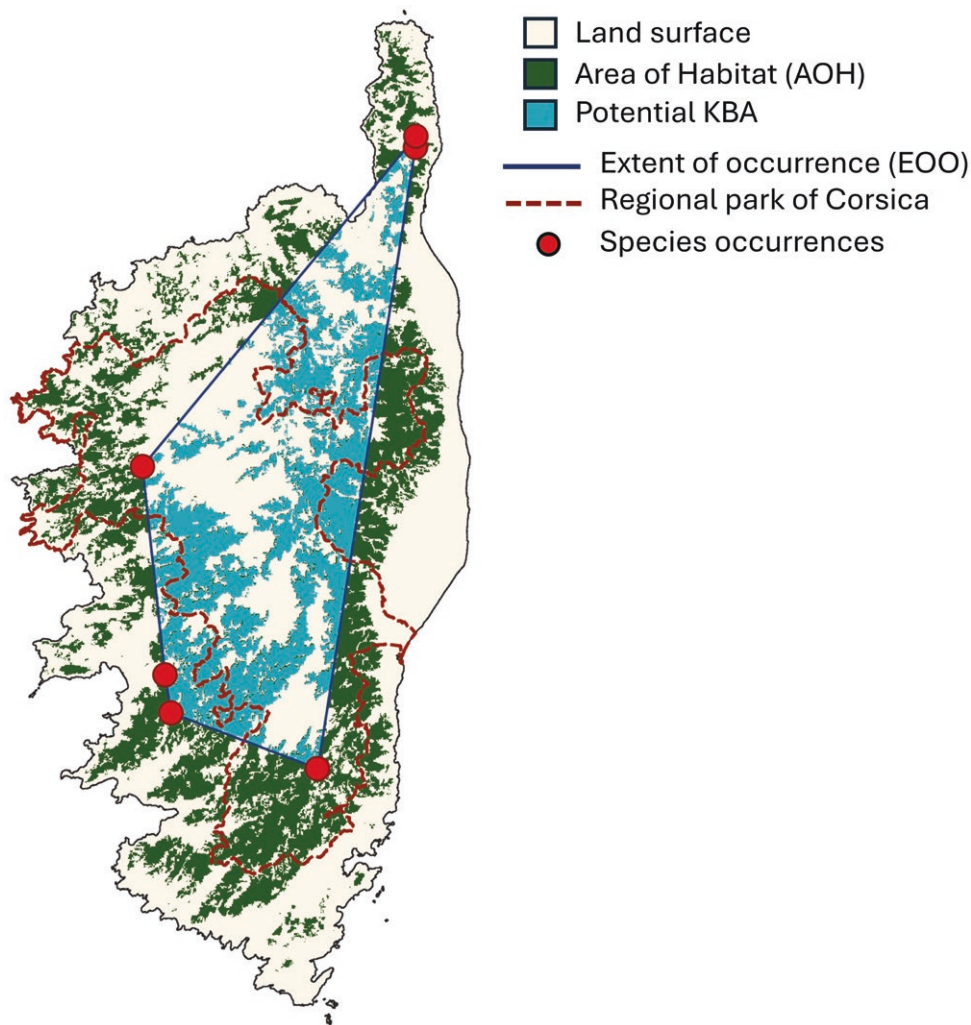 Land surface
Area of Habitat (AOH)
Potential KBA
Extent of occurrence (EOO)
Regional park of Corsica
Species occurrences